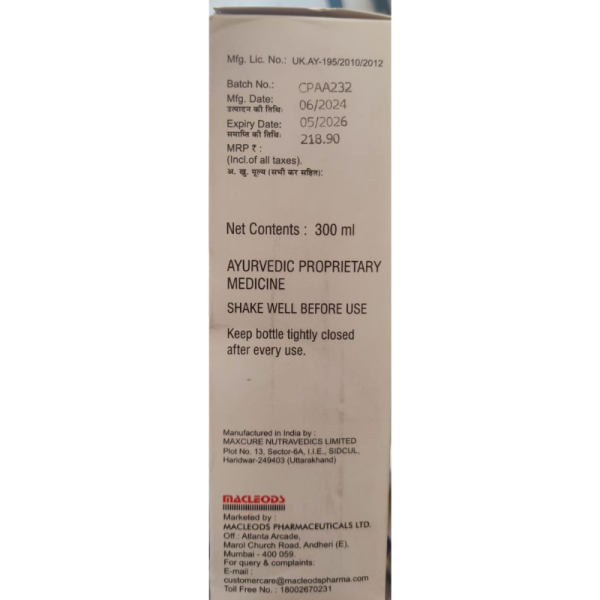 Mfg. Lic. No.: UK.AY-195/2010/2012
Batch No.: CPAA232
Mfg. Date: 06/2024
उत्पादन की तिथि:
Expiry Date: 05/2026
समाप्ति की तिथि:
MRP ₹ : 218.90
(Incl.of all taxes).
अ. खु. मूल्य (सभी कर सहित):
Net Contents : 300 ml
AYURVEDIC PROPRIETARY
MEDICINE
SHAKE WELL BEFORE USE
Keep bottle tightly closed
after every use.
Manufactured in India by :
MAXCURE NUTRAVEDICS LIMITED
Plot No. 13, Sector-6A, I.I.E., SIDCUL,
Haridwar-249403 (Uttarakhand)
MACLEODS
Marketed by :
MACLEODS PHARMACEUTICALS LTD.
Off.: Atlanta Arcade,
Marol Church Road, Andheri (E),
Mumbai - 400 059.
For query & complaints:
E-mail :
customercare@macleodspharma.com
Toll Free No. : 18002670231